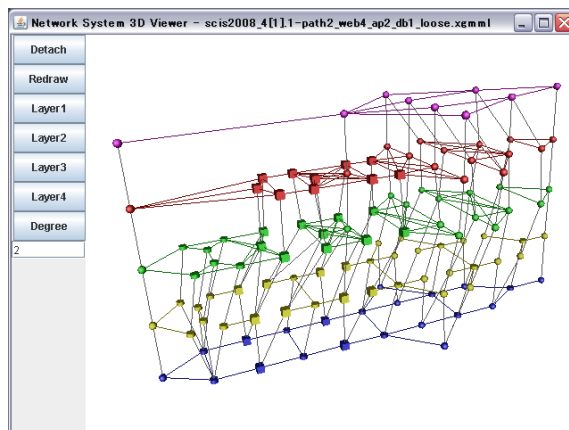 Network System 3D Viewer - scis2008_4[1].1-path2_web4_ap2_db1_loose.xgmml
Detach
Redraw
Layer1
Layer2
Layer3
Layer4
Degree
2